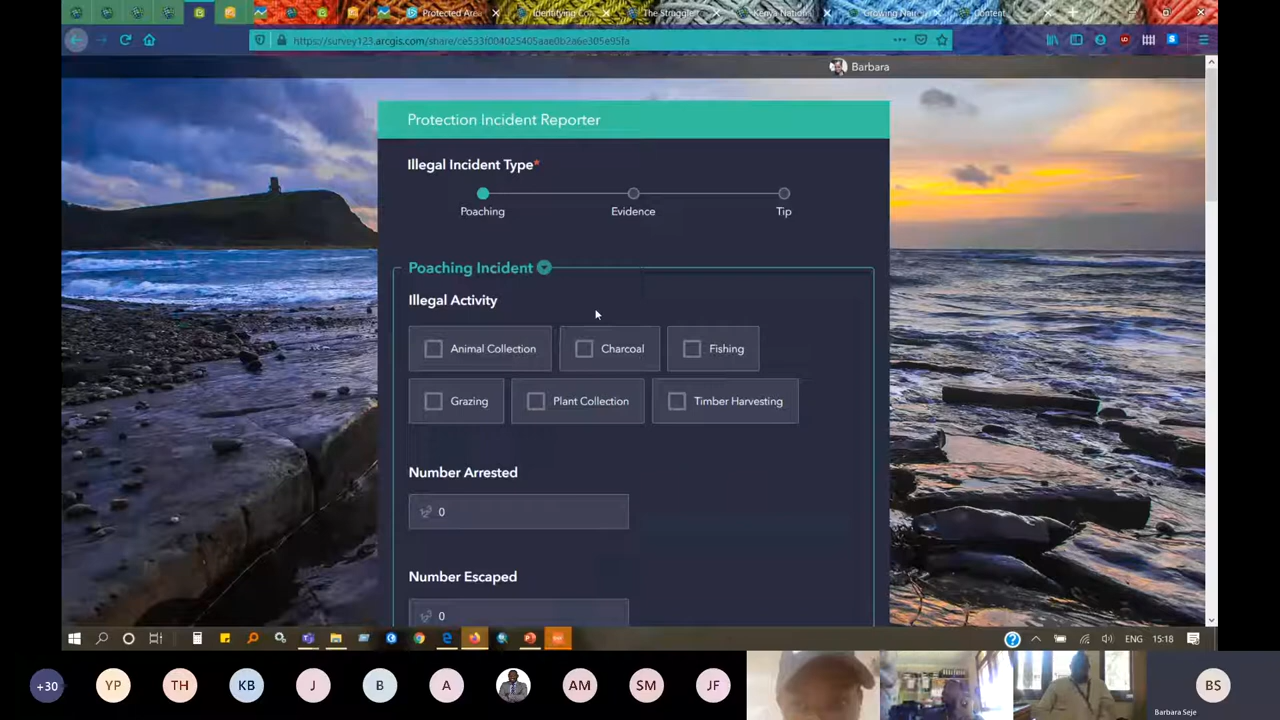 Protected Area
Identifying Co
The Struggle
Kenya Nation
Growing Nair
Content
https://survey123.arcgis.com/share/ce533f00402540​5aae0b2a6e305e95fa
Barbara
Protection Incident Reporter
Illegal Incident Type*
Poaching
Evidence
Tip
Poaching Incident
Illegal Activity
Animal Collection
Charcoal
Fishing
Grazing
Plant Collection
Timber Harvesting
Number Arrested
0
Number Escaped
0
ENG
15:18
+30
YP
TH
KB
J
B
A
AM
SM
JF
BS
Barbara Seje